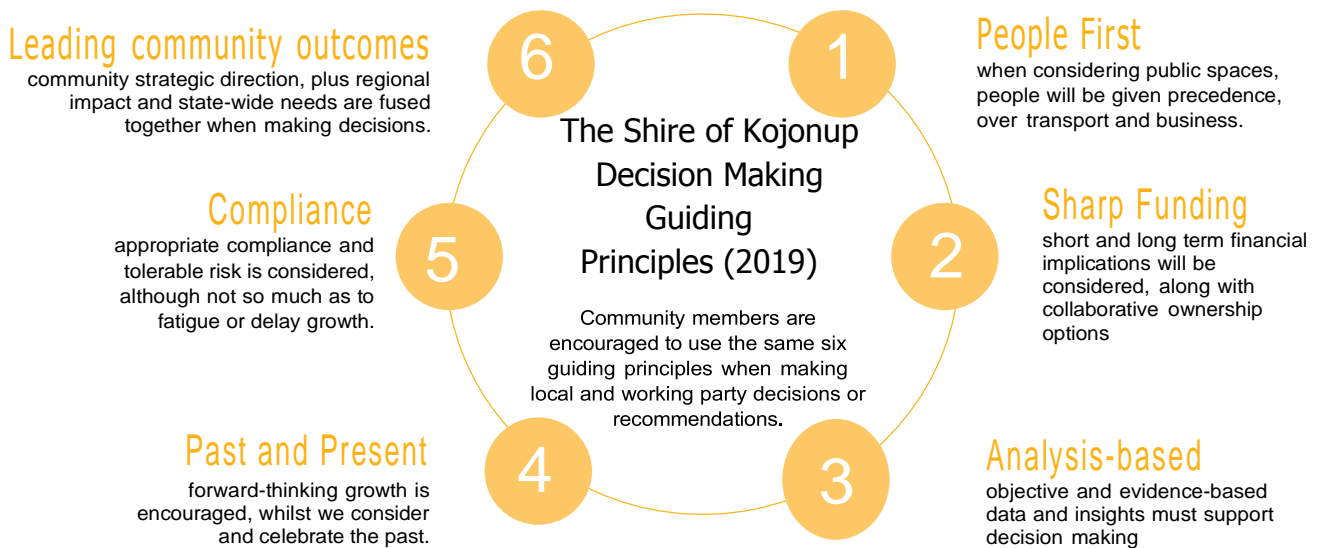 The Shire of Kojonup
Decision Making
Guiding
Principles (2019)
Community members are
encouraged to use the same six
guiding principles when making
local and working party decisions or
recommendations.
1
People First
when considering public spaces,
people will be given precedence,
over transport and business.
2
Sharp Funding
short and long term financial
implications will be
considered, along with
collaborative ownership
options
3
Analysis-based
objective and evidence-based
data and insights must support
decision making
4
Past and Present
forward-thinking growth is
encouraged, whilst we consider
and celebrate the past.
5
Compliance
appropriate compliance and
tolerable risk is considered,
although not so much as to
fatigue or delay growth.
6
Leading community outcomes
community strategic direction, plus regional
impact and state-wide needs are fused
together when making decisions.